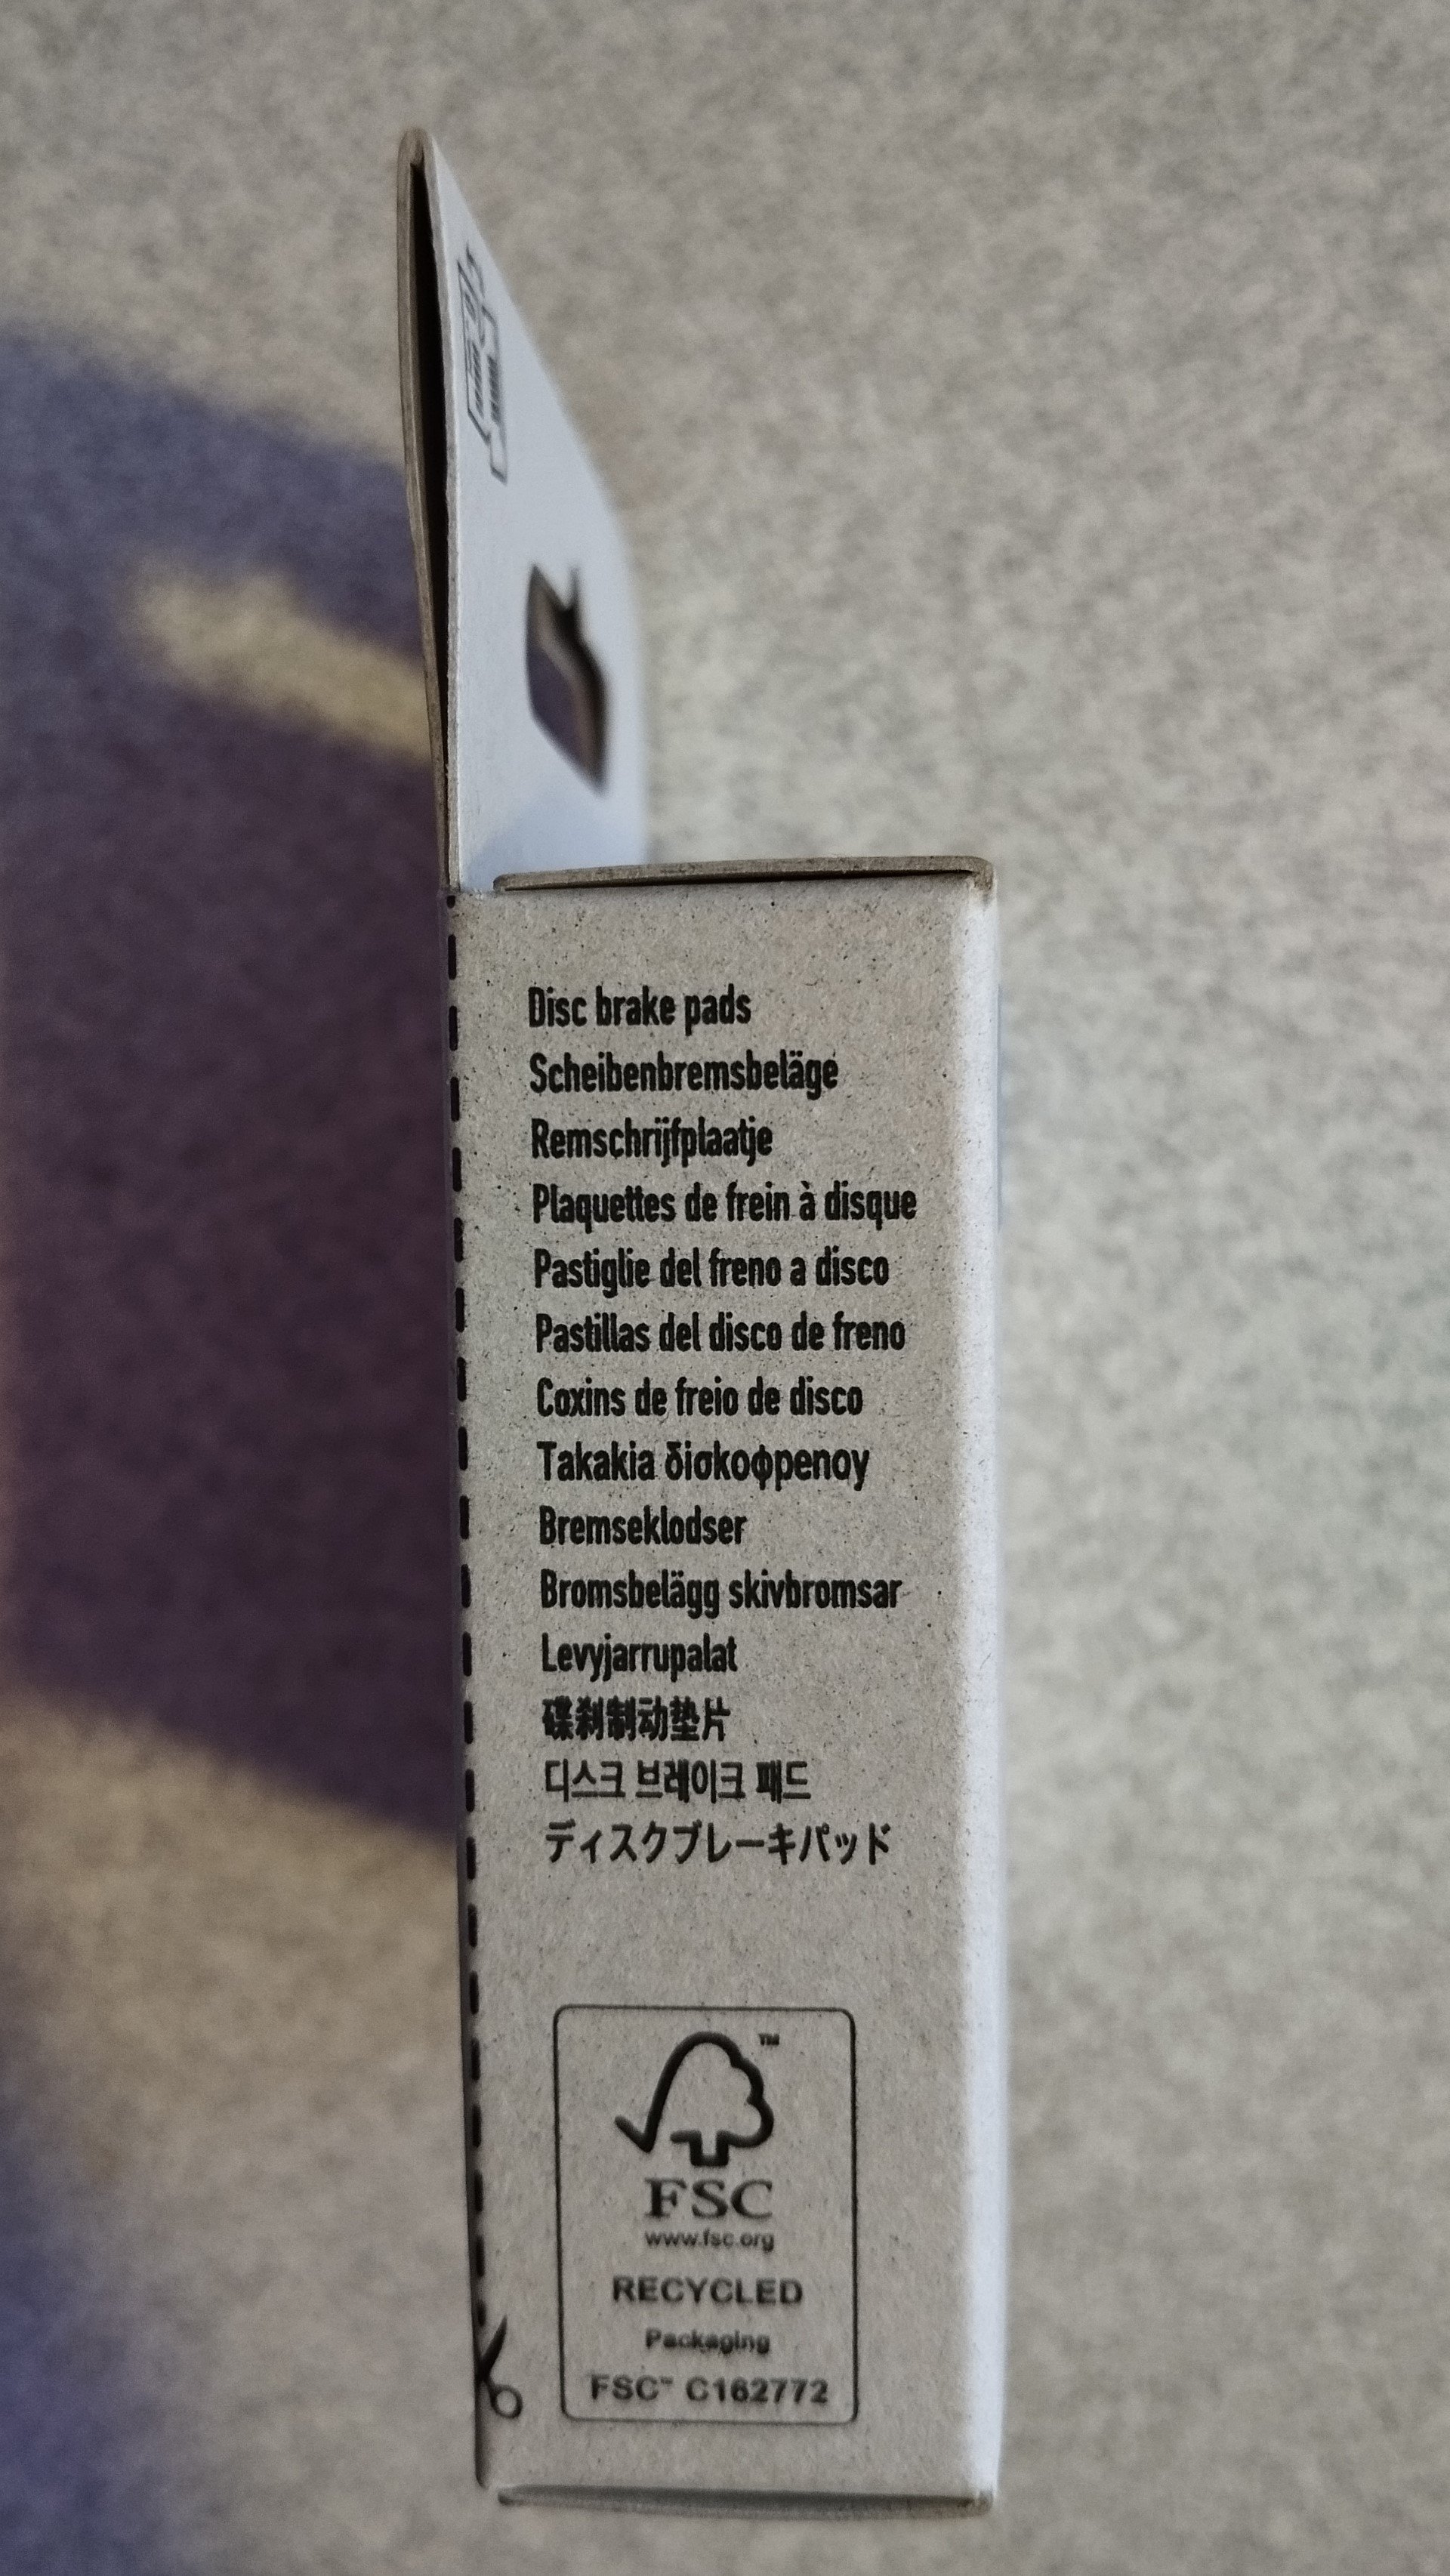 Disc brake pads
Scheibenbremsbeläge
Remschrijfplaatje
Plaquettes de frein à disque
Pastiglie del freno a disco
Pastillas del disco de freno
Coxins de freio de disco
Takakia δiσkoφpenoy
Bremseklodser
Bromsbelägg skivbromsar
Levyjarrupalat
碟刹制动垫片
디스크 브레이크 패드
ディスクブレーキパッド
TM
FSC
www.fsc.org
RECYCLED
Packaging
FSC™ C162772